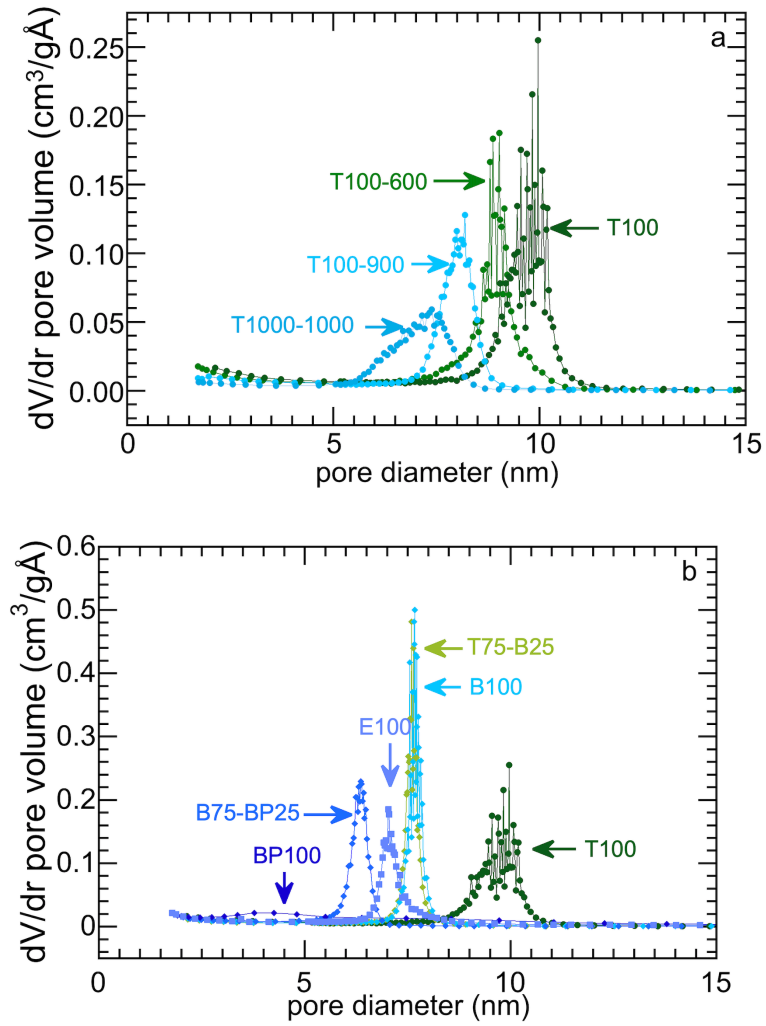 a
dV/dr pore volume (cm³/gÅ)
0.25
0.20
0.15
0.10
0.05
0.00
T100-600
T100
T100-900
T1000-1000
0 5 10 15
pore diameter (nm)
b
dV/dr pore volume (cm³/gÅ)
0.6
0.5
0.4
0.3
0.2
0.1
0
T75-B25
B100
E100
B75-BP25
BP100
T100
0 5 10 15
pore diameter (nm)